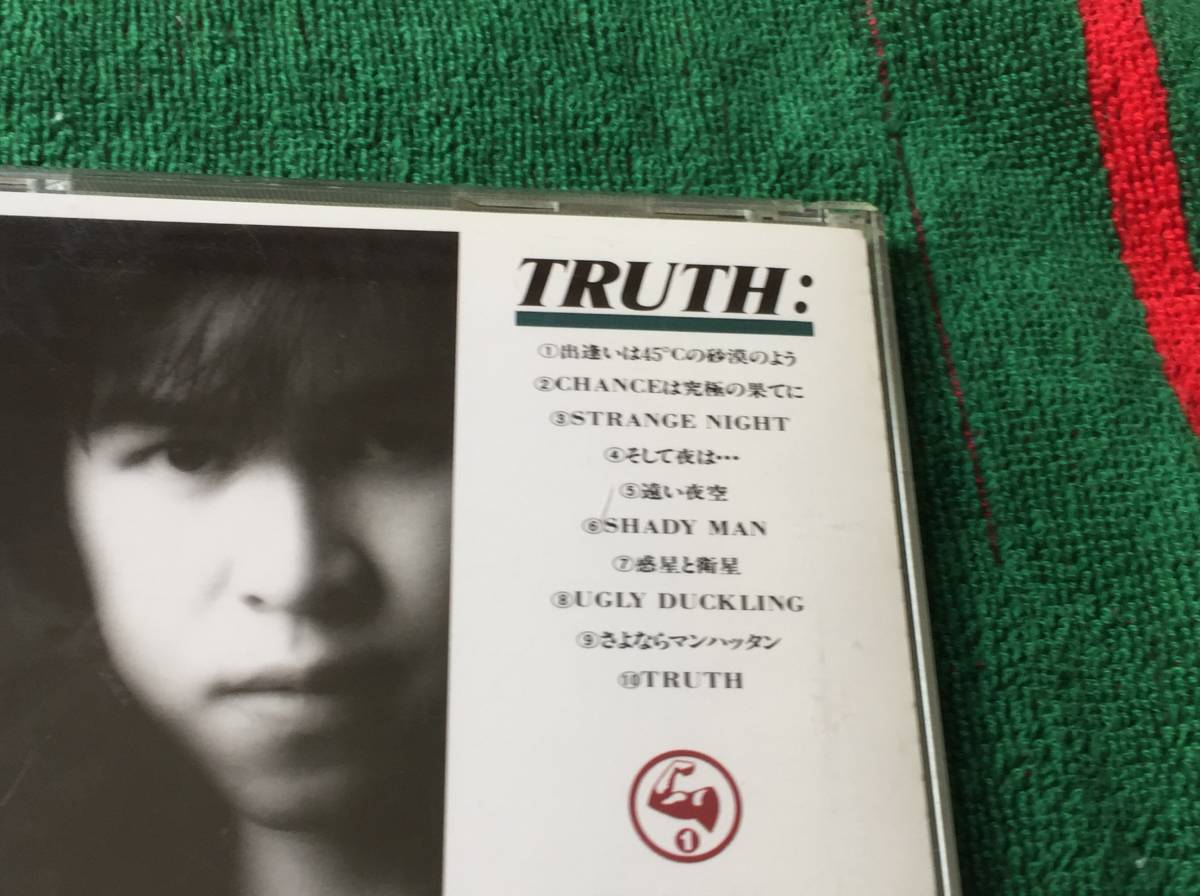 TRUTH:
①出逢いは45°Cの砂漠のよう
②CHANCEは究極の果てに
③STRANGE NIGHT
④そして夜は…
⑤遠い夜空
⑥SHADY MAN
⑦惑星と衛星
⑧UGLY DUCKLING
⑨さよならマンハッタン
⑩TRUTH
1